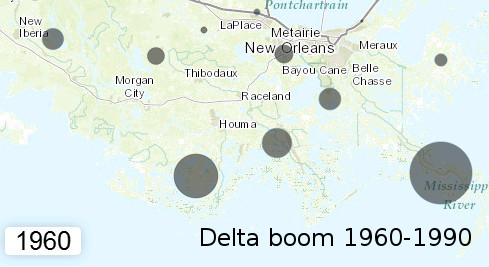 Pontchartrain
New
Iberia
LaPlace
Metairie
New Orleans
Meraux
Morgan
City
Thibodaux
Bayou Cane
Belle
Chasse
Raceland
Houma
Mississippi
River
1960
Delta boom 1960-1990